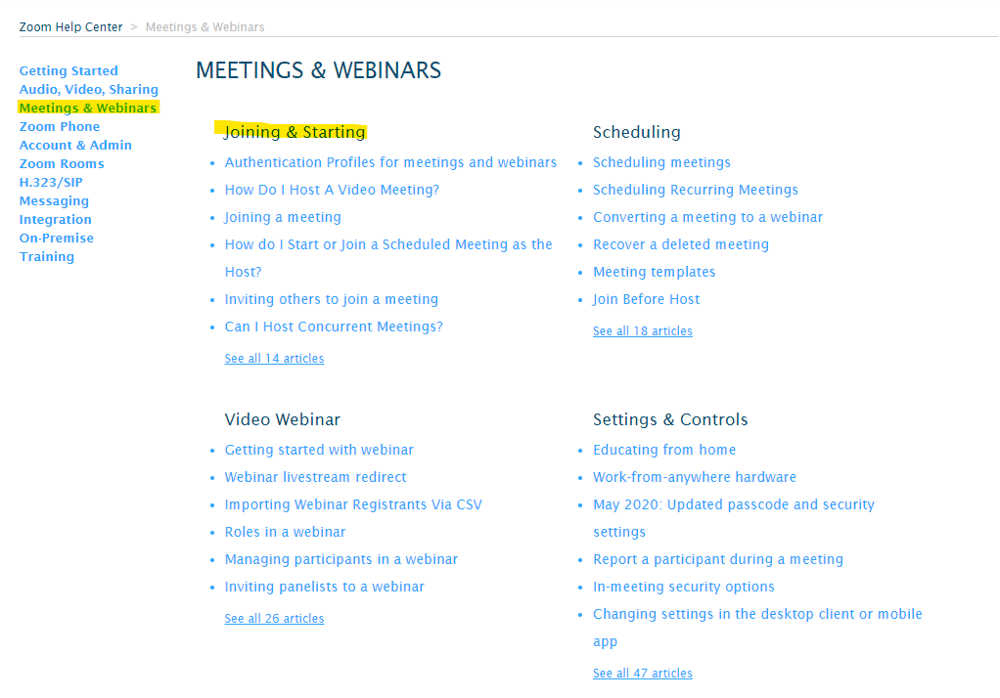 Zoom Help Center > Meetings & Webinars
Getting Started
Audio, Video, Sharing
Meetings & Webinars
Zoom Phone
Account & Admin
Zoom Rooms
H.323/SIP
Messaging
Integration
On-Premise
Training
MEETINGS & WEBINARS
Joining & Starting
• Authentication Profiles for meetings and webinars
• How Do I Host A Video Meeting?
• Joining a meeting
• How do I Start or Join a Scheduled Meeting as the
Host?
• Inviting others to join a meeting
• Can I Host Concurrent Meetings?
See all 14 articles
Scheduling
• Scheduling meetings
• Scheduling Recurring Meetings
• Converting a meeting to a webinar
• Recover a deleted meeting
• Meeting templates
• Join Before Host
See all 18 articles
Video Webinar
• Getting started with webinar
• Webinar livestream redirect
• Importing Webinar Registrants Via CSV
• Roles in a webinar
• Managing participants in a webinar
• Inviting panelists to a webinar
See all 26 articles
Settings & Controls
• Educating from home
• Work-from-anywhere hardware
• May 2020: Updated passcode and security
settings
• Report a participant during a meeting
• In-meeting security options
• Changing settings in the desktop client or mobile
app
See all 47 articles